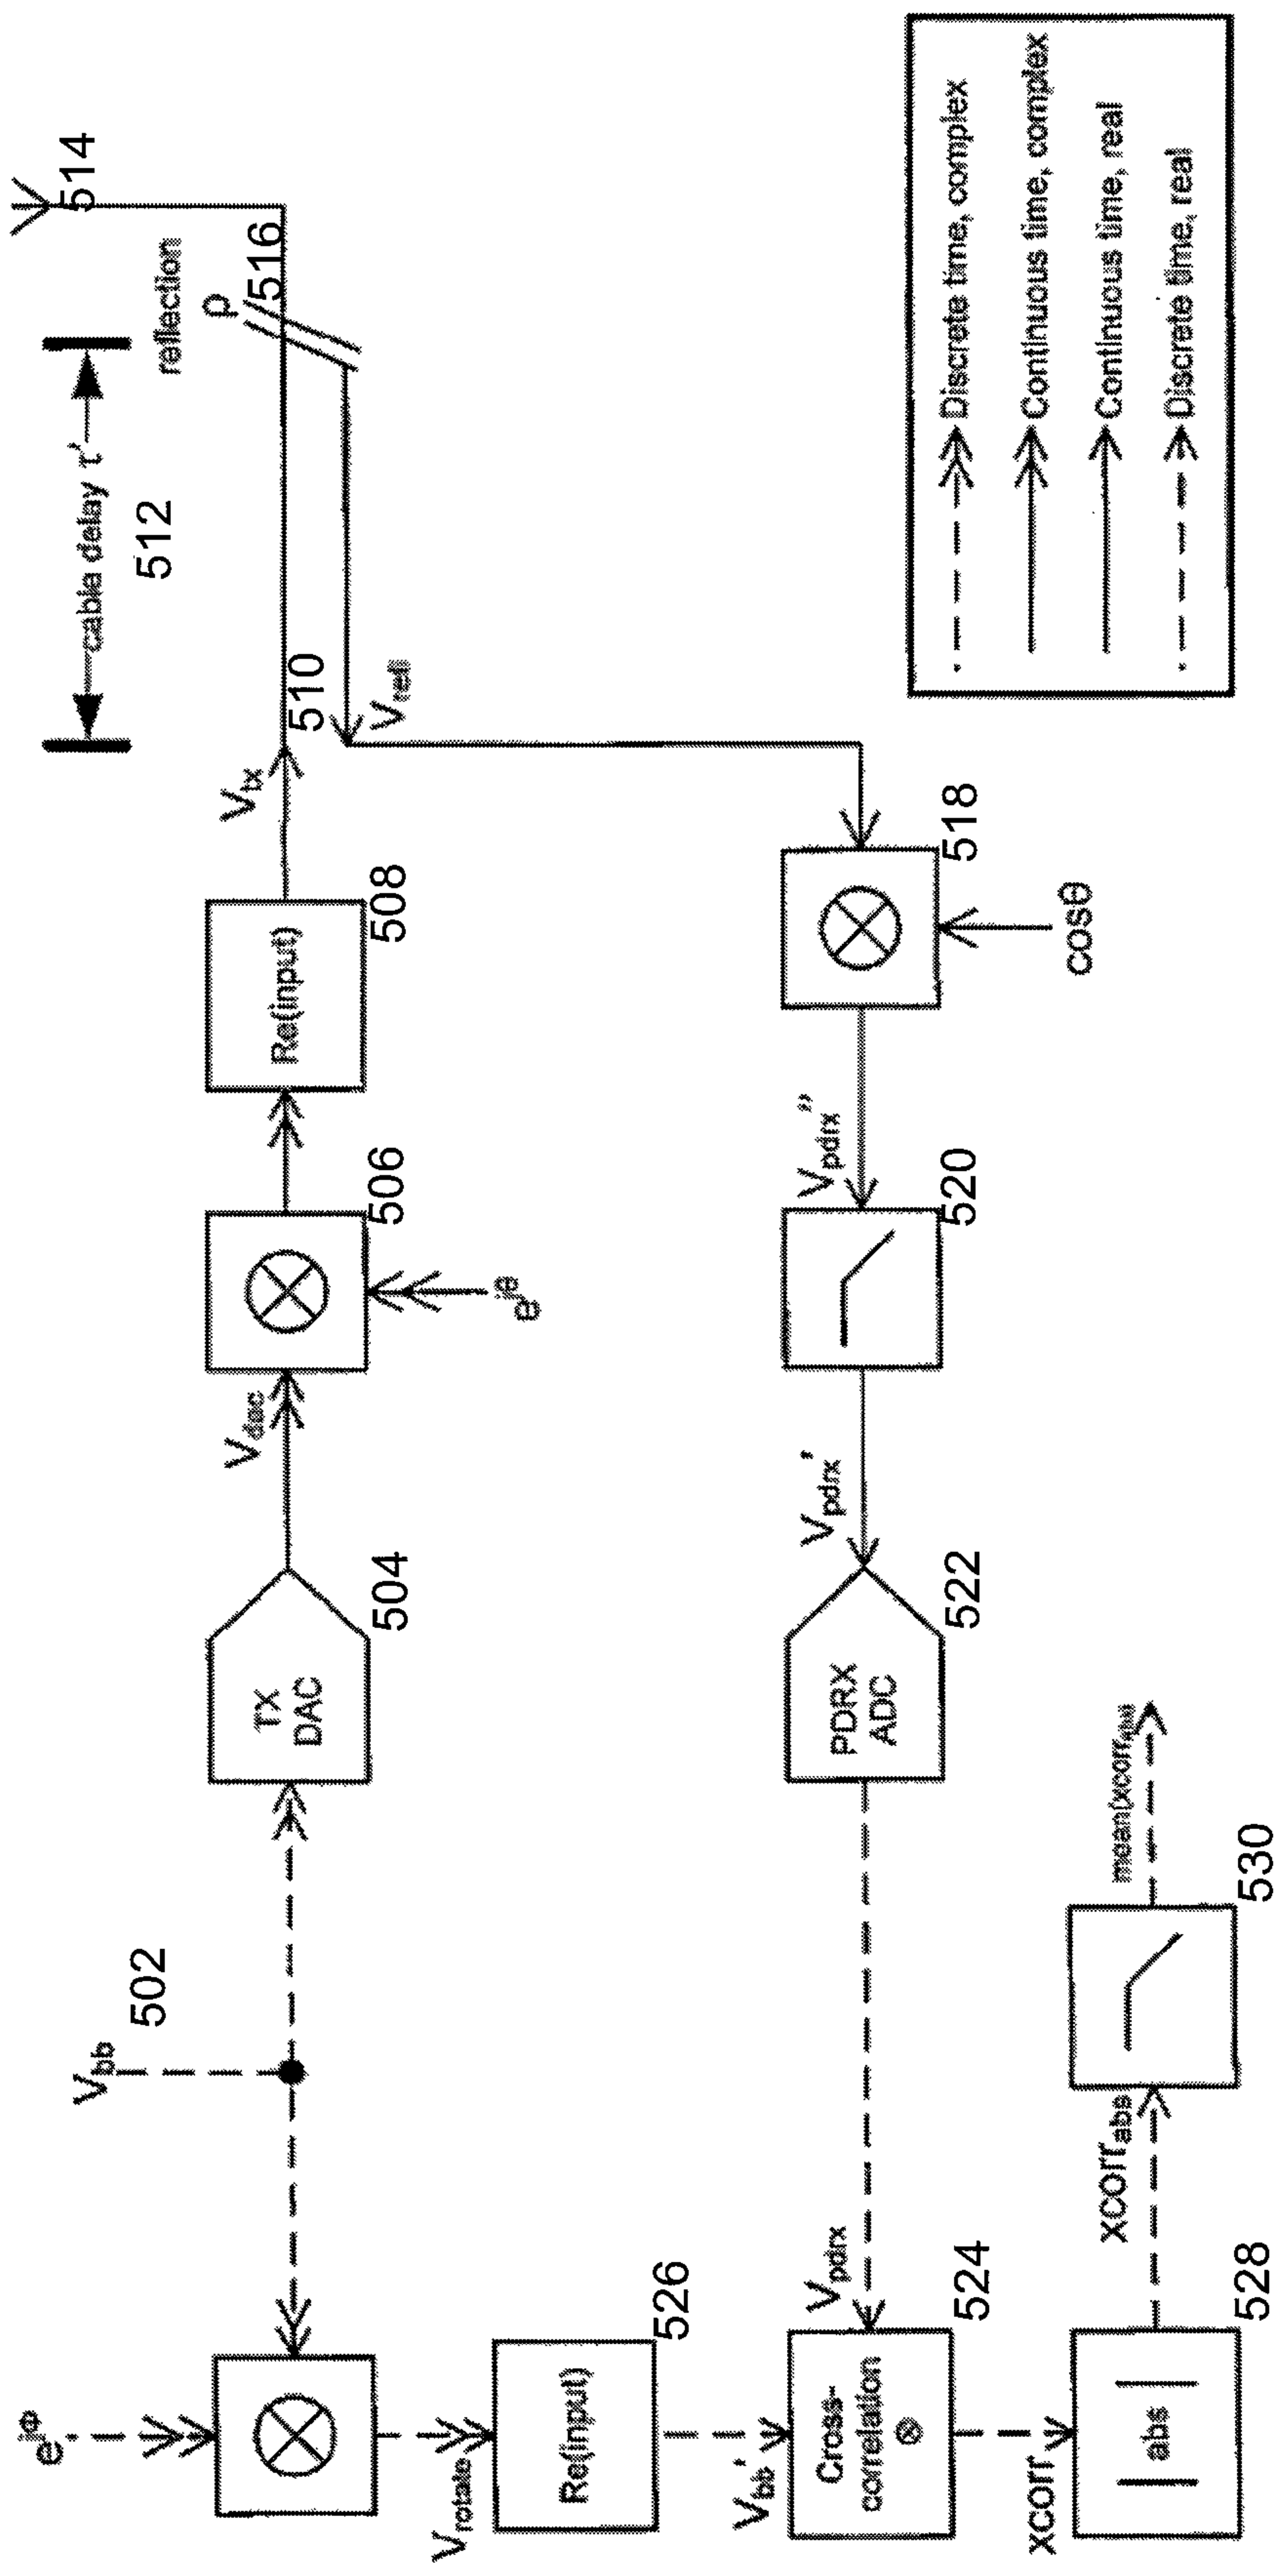 e^jΦ
V_bb
502
TX
DAC
504
V_dac
506
e^jθ
Re(input)
508
V_tx
510
cable delay τ'
512
reflection
ρ
516
514
V_rotate
Re(input)
526
V_bb'
V_pdrx
Cross-
correlation
⊗
524
PDRX
ADC
522
V_pdrx'
520
V_pdrx''
518
cosθ
V_refl
xcorr
| abs |
528
xcorr_abs
530
mean(xcorr_abs)
Discrete time, complex
Continuous time, complex
Continuous time, real
Discrete time, real